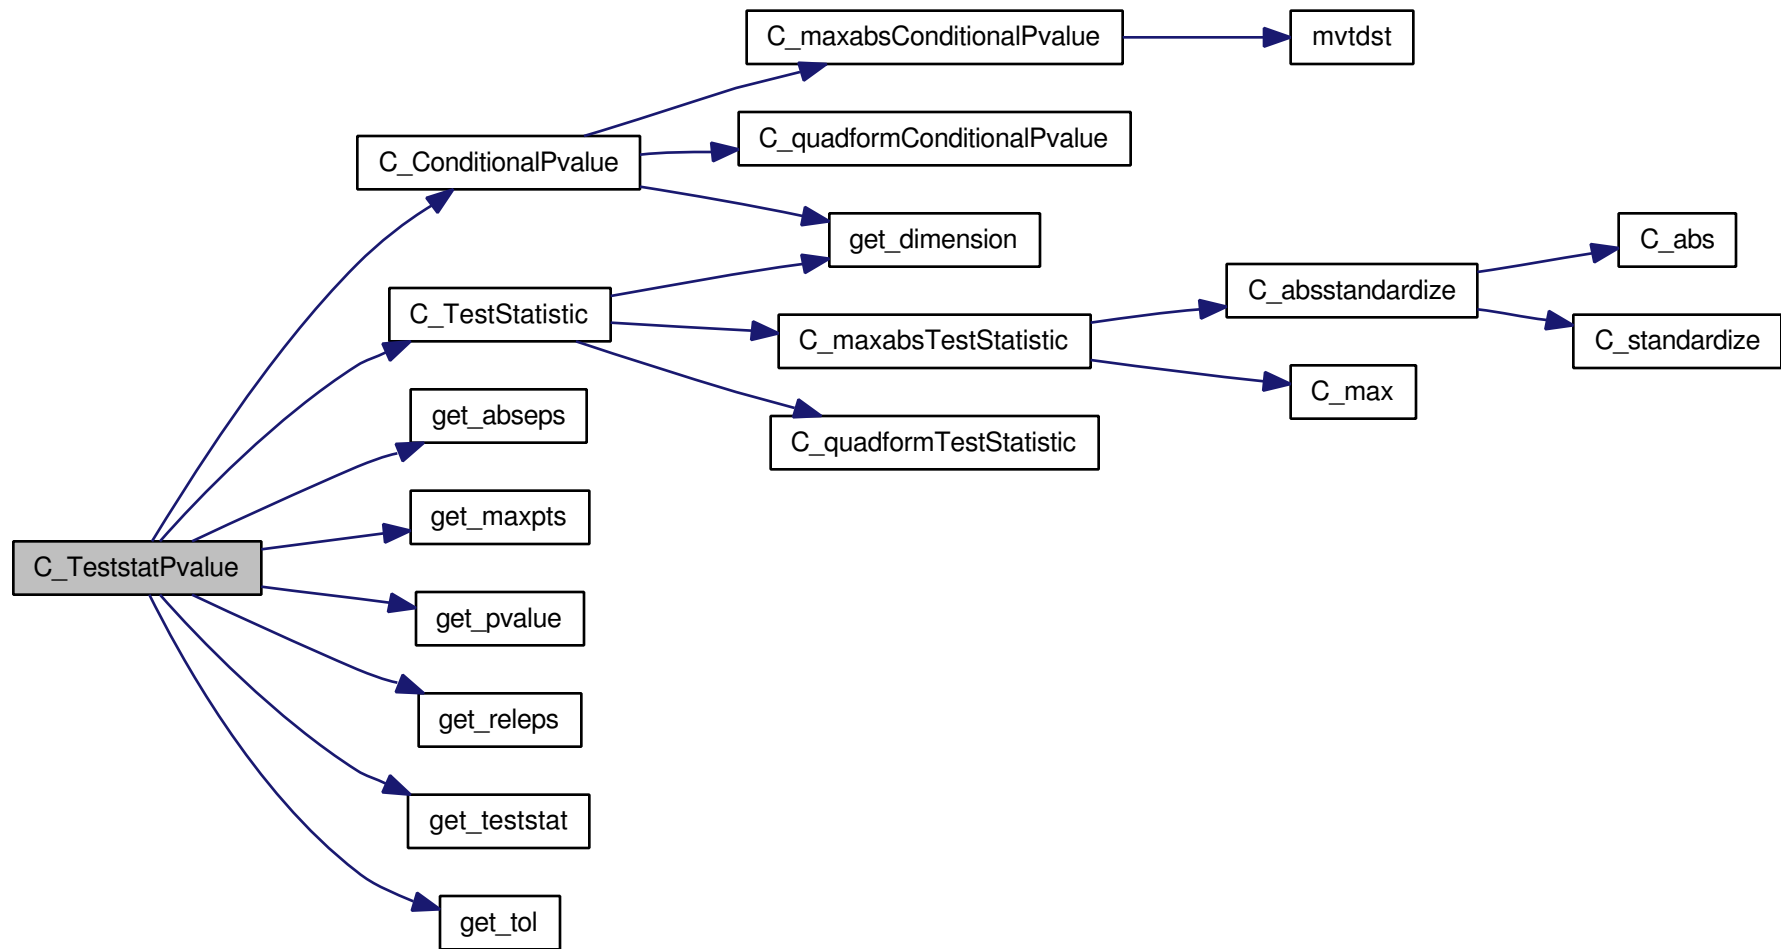 C_maxabsConditionalPvalue
mvtdst
C_quadformConditionalPvalue
C_ConditionalPvalue
get_dimension
C_abs
C_absstandardize
C_TestStatistic
C_maxabsTestStatistic
C_standardize
C_max
get_abseps
C_quadformTestStatistic
get_maxpts
C_TeststatPvalue
get_pvalue
get_releps
get_teststat
get_tol